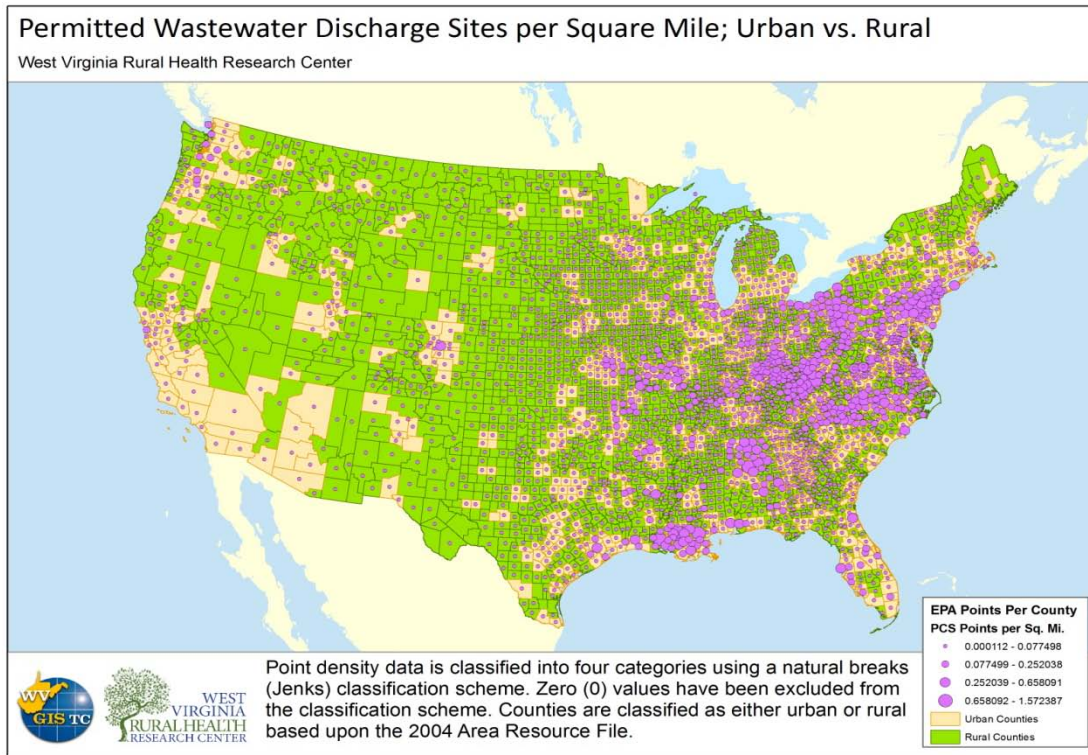 Permitted Wastewater Discharge Sites per Square Mile; Urban vs. Rural
West Virginia Rural Health Research Center
EPA Points Per County
PCS Points per Sq. Mi.
0.000112 - 0.077498
0.077499 - 0.252038
0.252039 - 0.658091
0.658092 - 1.572387
Urban Counties
Rural Counties
WV
GIS TC
WEST
VIRGINIA
RURAL HEALTH
RESEARCH CENTER
Point density data is classified into four categories using a natural breaks
(Jenks) classification scheme. Zero (0) values have been excluded from
the classification scheme. Counties are classified as either urban or rural
based upon the 2004 Area Resource File.